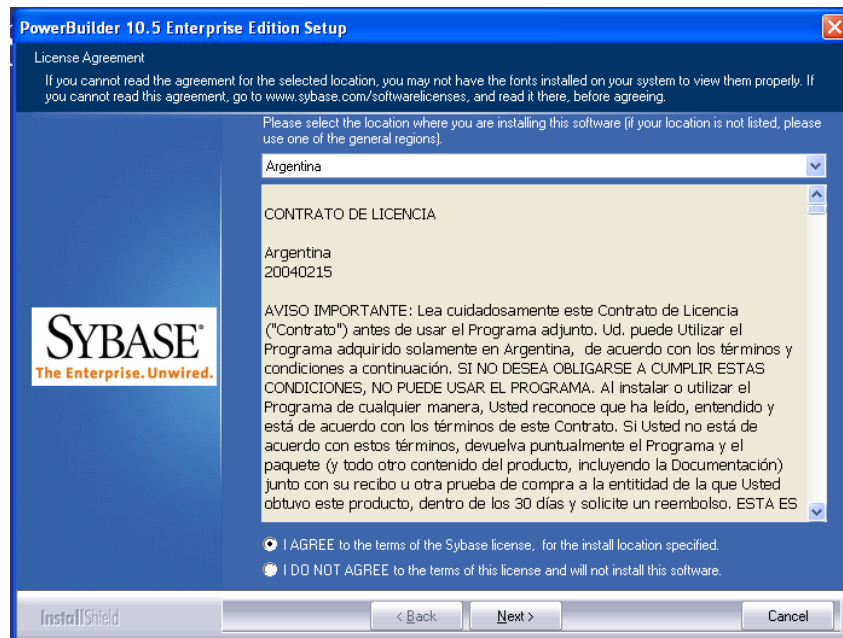 PowerBuilder 10.5 Enterprise Edition Setup
License Agreement
If you cannot read the agreement for the selected location, you may not have the fonts installed on your system to view them properly. If
you cannot read this agreement, go to www.sybase.com/softwarelicenses, and read it there, before agreeing.
Please select the location where you are installing this software (if your location is not listed, please
use one of the general regions).
Argentina
CONTRATO DE LICENCIA
Argentina
20040215
AVISO IMPORTANTE: Lea cuidadosamente este Contrato de Licencia
("Contrato") antes de usar el Programa adjunto. Ud. puede Utilizar el
Programa adquirido solamente en Argentina, de acuerdo con los términos y
condiciones a continuación. SI NO DESEA OBLIGARSE A CUMPLIR ESTAS
CONDICIONES, NO PUEDE USAR EL PROGRAMA. Al instalar o utilizar el
Programa de cualquier manera, Usted reconoce que ha leído, entendido y
está de acuerdo con los términos de este Contrato. Si Usted no está de
acuerdo con estos términos, devuelva puntualmente el Programa y el
paquete (y todo otro contenido del producto, incluyendo la Documentación)
junto con su recibo u otra prueba de compra a la entitidad de la que Usted
obtuvo este producto, dentro de los 30 días y solicite un reembolso. ESTA ES
SYBASE®
The Enterprise. Unwired.
I AGREE to the terms of the Sybase license, for the install location specified.
I DO NOT AGREE to the terms of this license and will not install this software.
InstallShield
< Back
Next >
Cancel